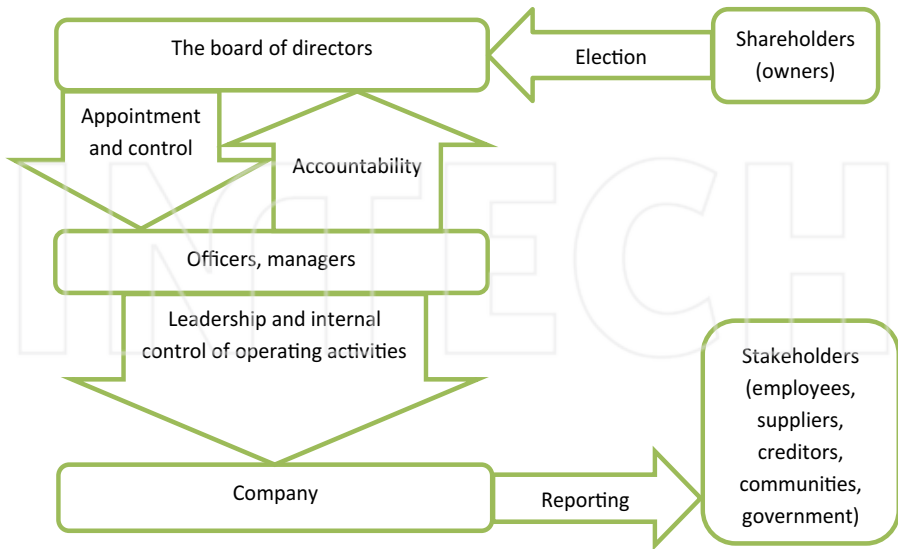 The board of directors
Election
Shareholders
(owners)
Appointment
and control
Accountability
Officers, managers
Leadership and internal
control of operating activities
Company
Reporting
Stakeholders
(employees,
suppliers,
creditors,
communities,
government)
INTECH